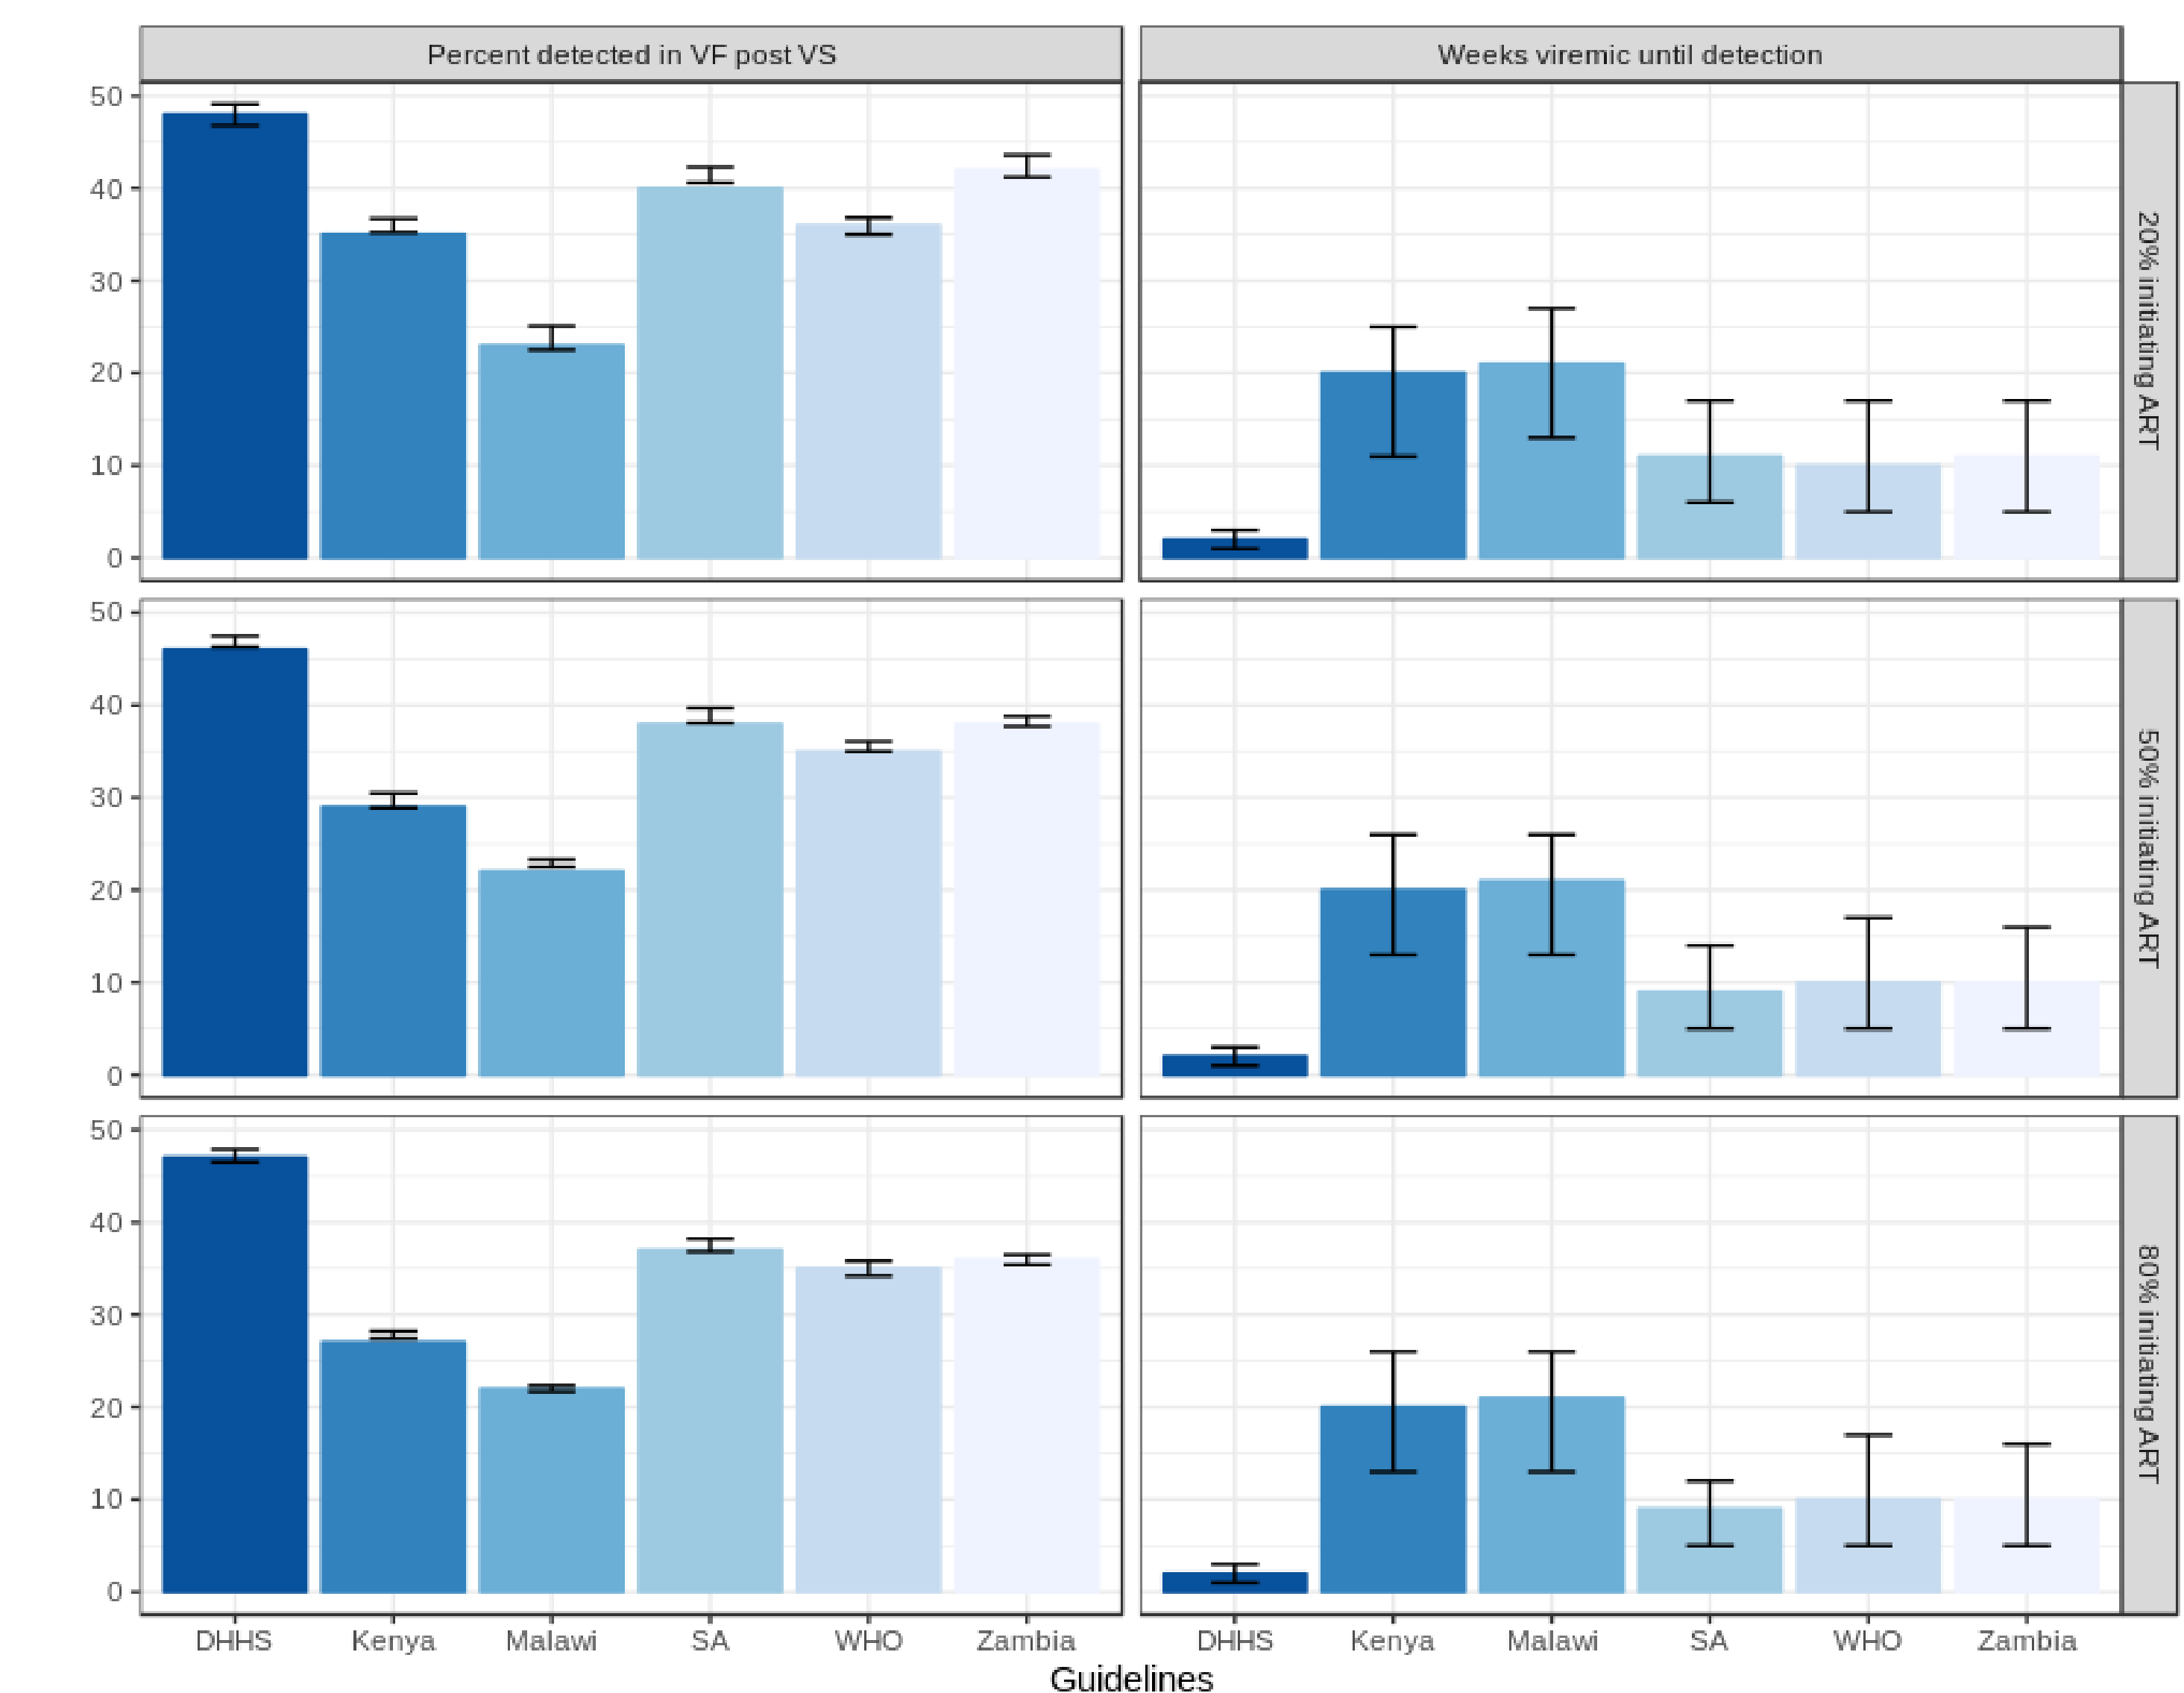 Percent detected in VF post VS
Weeks viremic until detection
50
40
30
20
10
0
20% initiating ART
50
40
30
20
10
0
50% initiating ART
50
40
30
20
10
0
80% initiating ART
DHHS Kenya Malawi SA WHO Zambia
DHHS Kenya Malawi SA WHO Zambia
Guidelines